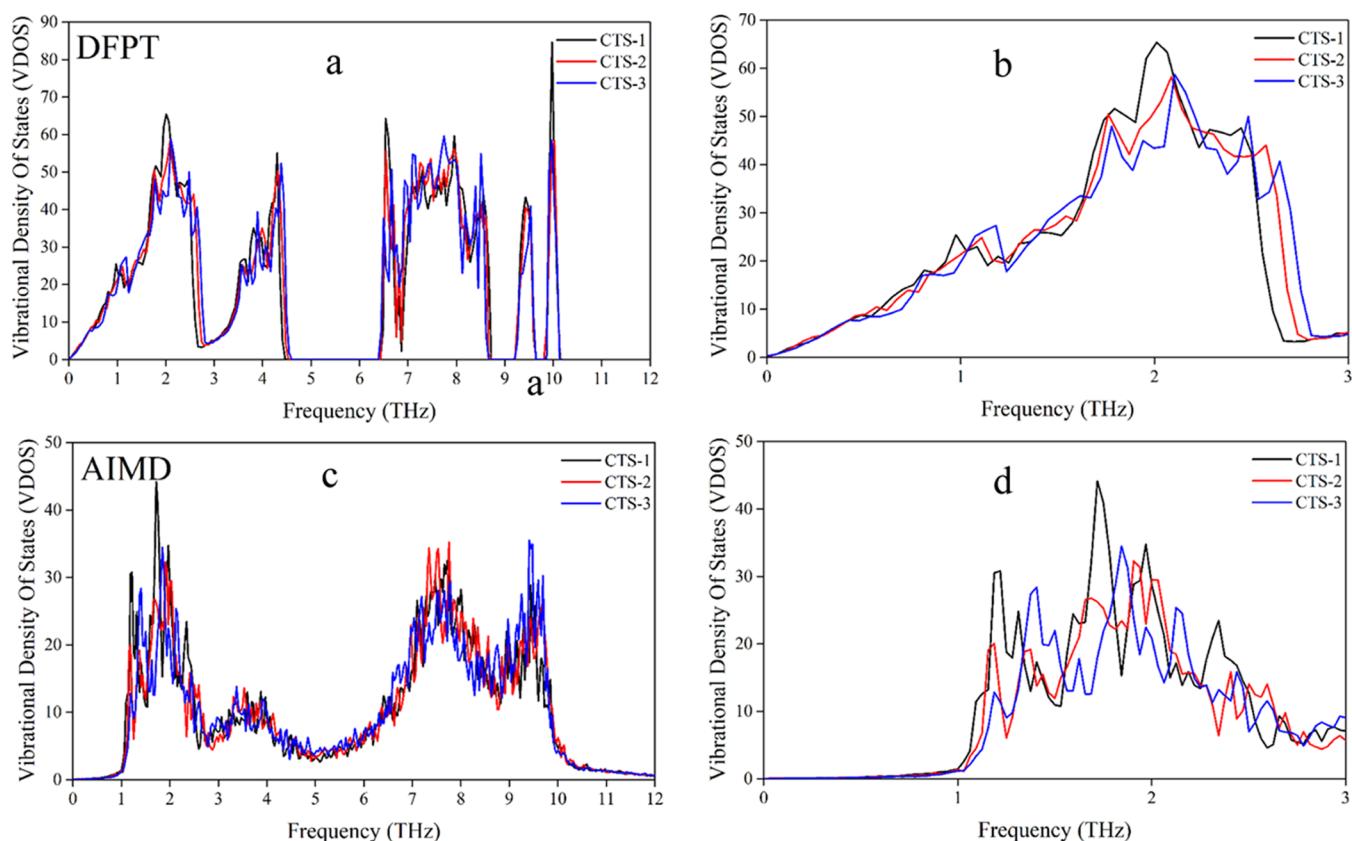 DFPT
a
CTS-1
CTS-2
CTS-3
Vibrational Density Of States (VDOS)
90
80
70
60
50
40
30
20
10
0
0 1 2 3 4 5 6 7 8 9 10 11 12
a
Frequency (THz)
b
CTS-1
CTS-2
CTS-3
Vibrational Density Of States (VDOS)
70
60
50
40
30
20
10
0
0 1 2 3
Frequency (THz)
AIMD
c
CTS-1
CTS-2
CTS-3
Vibrational Density Of States (VDOS)
50
40
30
20
10
0
0 1 2 3 4 5 6 7 8 9 10 11 12
Frequency (THz)
d
CTS-1
CTS-2
CTS-3
Vibrational Density Of States (VDOS)
50
40
30
20
10
0
0 1 2 3
Frequency (THz)